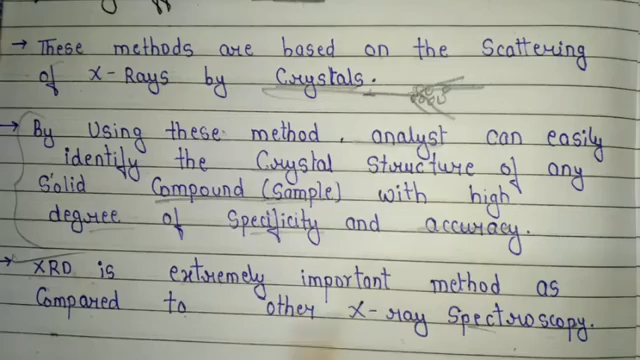 → These methods are based on the Scattering
of X-Rays by Crystals.
→ By Using these method, analyst can easily
identify the Crystal Structure of any
Solid Compound (Sample) with high
degree of Specificity and accuracy.
→ XRD is extremely important method as
Compared to other X-ray Spectroscopy.